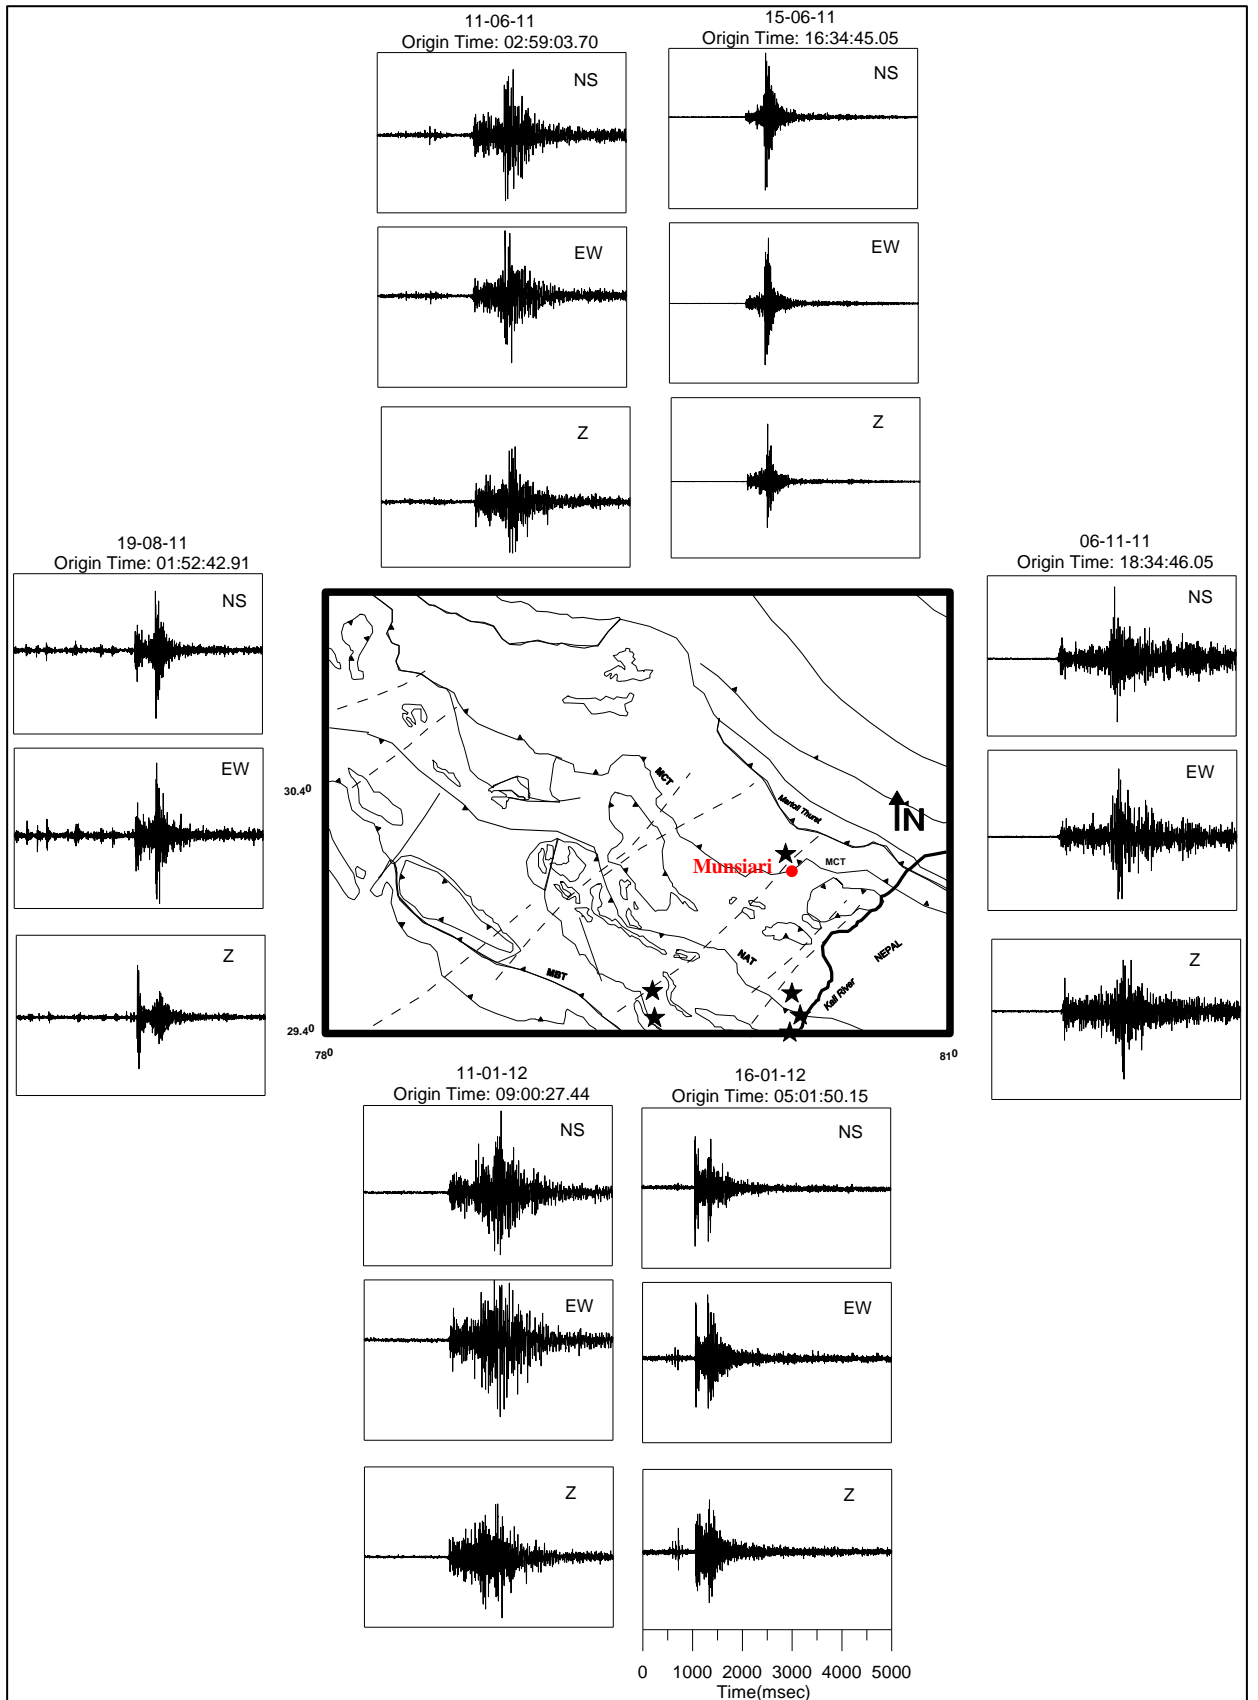 11-06-11
Origin Time: 02:59:03.70
NS
EW
Z
15-06-11
Origin Time: 16:34:45.05
NS
EW
Z
19-08-11
Origin Time: 01:52:42.91
NS
EW
Z
06-11-11
Origin Time: 18:34:46.05
NS
EW
Z
30.4⁰
29.4⁰
78⁰
81⁰
MCT
Martoli Thurst
N
Munsiari
MCT
NAT
NEPAL
MBT
Kali River
11-01-12
Origin Time: 09:00:27.44
NS
EW
Z
16-01-12
Origin Time: 05:01:50.15
NS
EW
Z
0 1000 2000 3000 4000 5000
Time(msec)